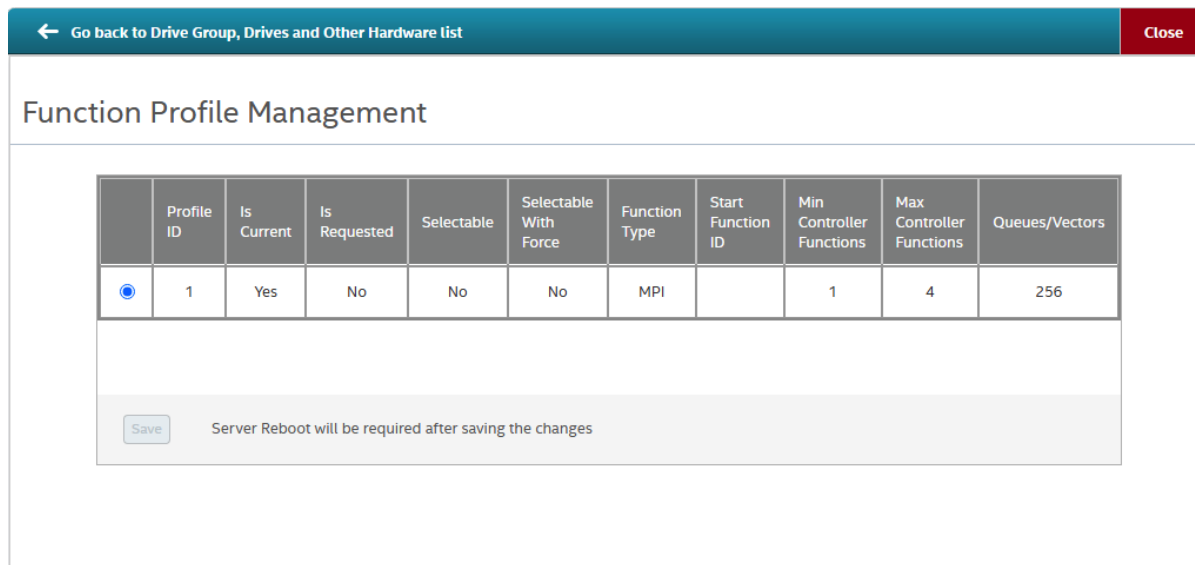 Go back to Drive Group, Drives and Other Hardware list
Close
Function Profile Management
Profile ID
Is Current
Is Requested
Selectable
Selectable With Force
Function Type
Start Function ID
Min Controller Functions
Max Controller Functions
Queues/Vectors
1 Yes No No No MPI 1 4 256
Save
Server Reboot will be required after saving the changes